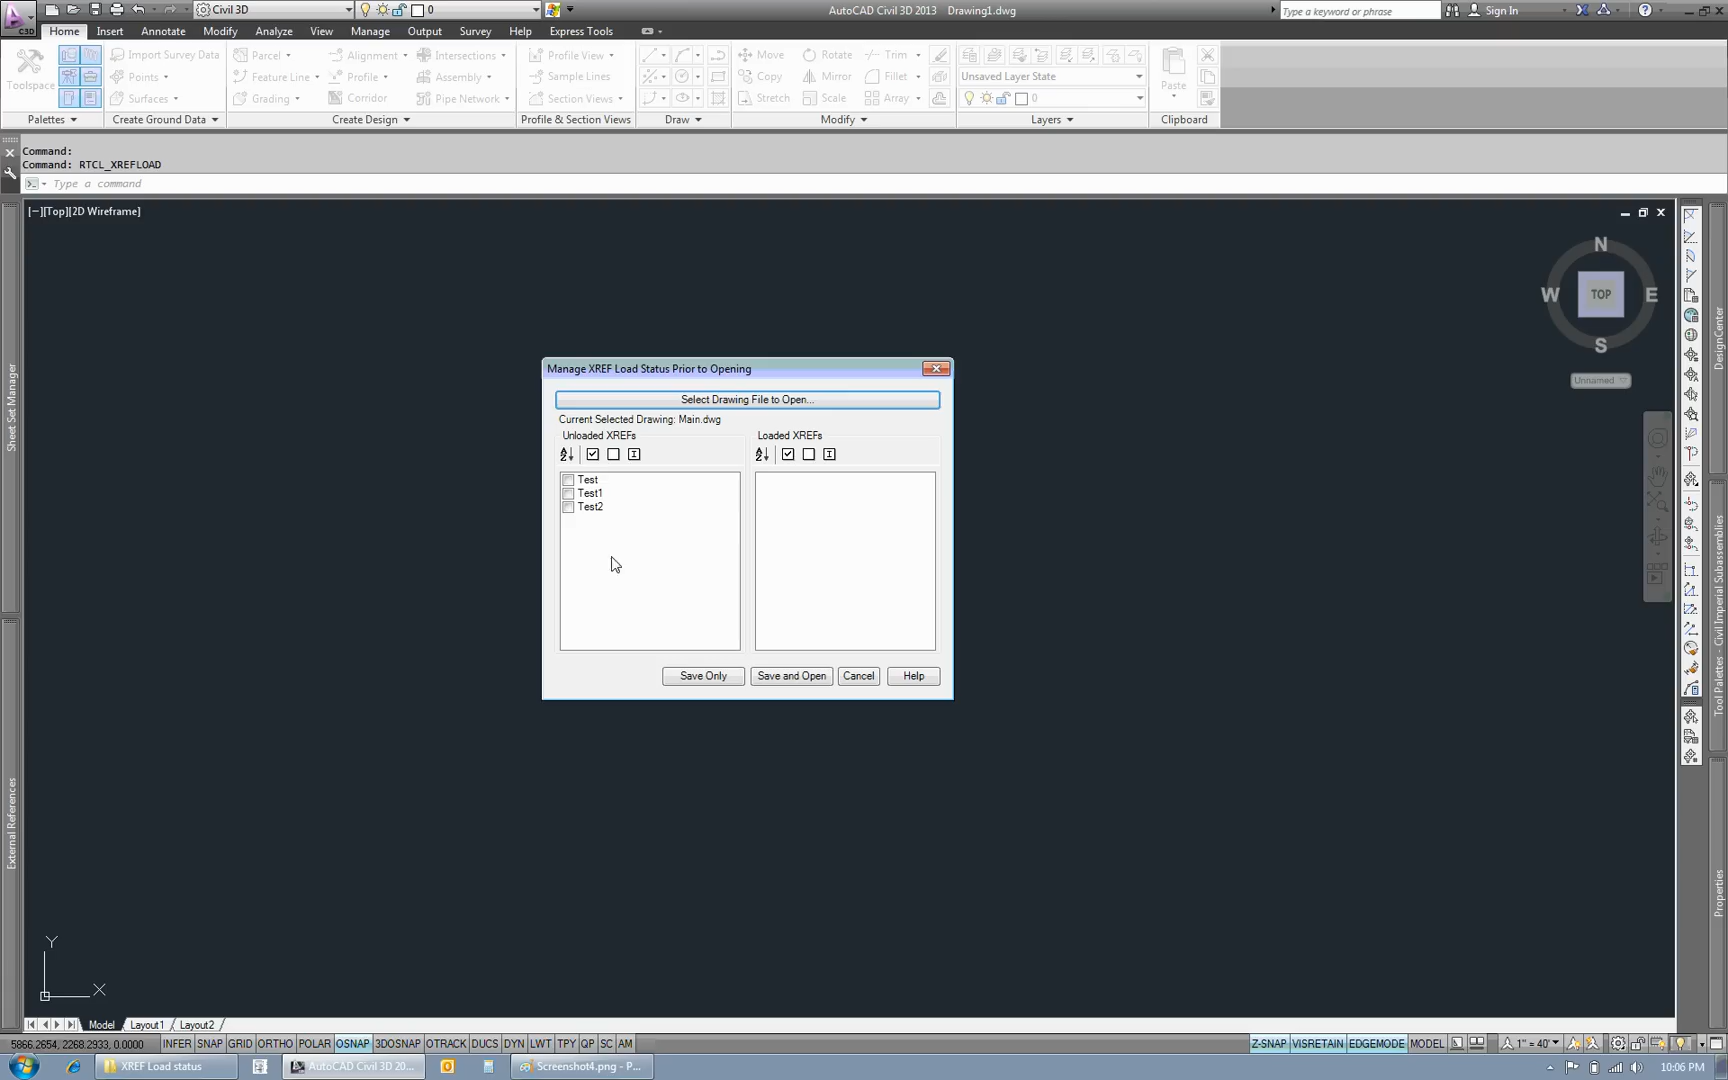 Civil 3D
0
AutoCAD Civil 3D 2013 Drawing1.dwg
Type a keyword or phrase
Sign In
C3D
Home Insert Annotate Modify Analyze View Manage Output Survey Help Express Tools
Toolspace
Import Survey Data
Points
Surfaces
Parcel
Feature Line
Grading
Alignment
Profile
Corridor
Intersections
Assembly
Pipe Network
Profile View
Sample Lines
Section Views
Move
Copy
Stretch
Rotate
Mirror
Scale
Trim
Fillet
Array
Unsaved Layer State
0
Paste
Palettes
Create Ground Data
Create Design
Profile & Section Views
Draw
Modify
Layers
Clipboard
Command:
Command: RTCL_XREFLOAD
Type a command
[−][Top][2D Wireframe]
N
W
TOP
E
S
Unnamed
Sheet Set Manager
External References
DesignCenter
Tool Palettes - Civil Imperial Subassemblies
Properties
Manage XREF Load Status Prior to Opening
Select Drawing File to Open...
Current Selected Drawing: Main.dwg
Unloaded XREFs
Loaded XREFs
Test
Test1
Test2
Save Only
Save and Open
Cancel
Help
Y
X
Model Layout1 Layout2
5866.2654, 2268.2933, 0.0000 INFER SNAP GRID ORTHO POLAR OSNAP 3DOSNAP OTRACK DUCS DYN LWT TPY QP SC AM
Z-SNAP VISRETAIN EDGEMODE MODEL 1" = 40'
XREF Load status
AutoCAD Civil 3D 20...
Screenshot4.png - P...
10:06 PM